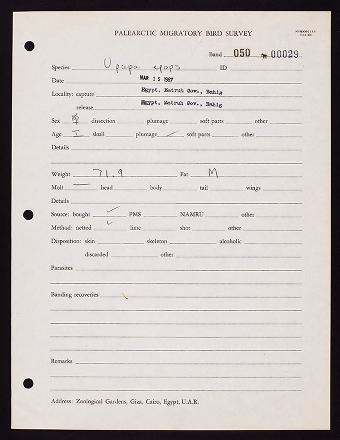 PALEARCTIC MIGRATORY BIRD SURVEY
Band 050 - 00029
Species Upupa epops ID
Date MAR 15 1967
Locality: capture Egypt, Matruh Gov., Bahig
release Egypt, Matruh Gov., Bahig
Sex dissection plumage soft parts other
Age I skull plumage ✓ soft parts other
Details
Weight 71.9 Fat M
Molt — head body tail wings
Details
Source: bought ✓ PMS NAMRU other
Method: netted ✓ lime shot other
Disposition: skin skeleton alcoholic
discarded other
Parasites
Banding recoveries
Remarks
Address: Zoological Gardens, Giza, Cairo, Egypt, U.A.R.